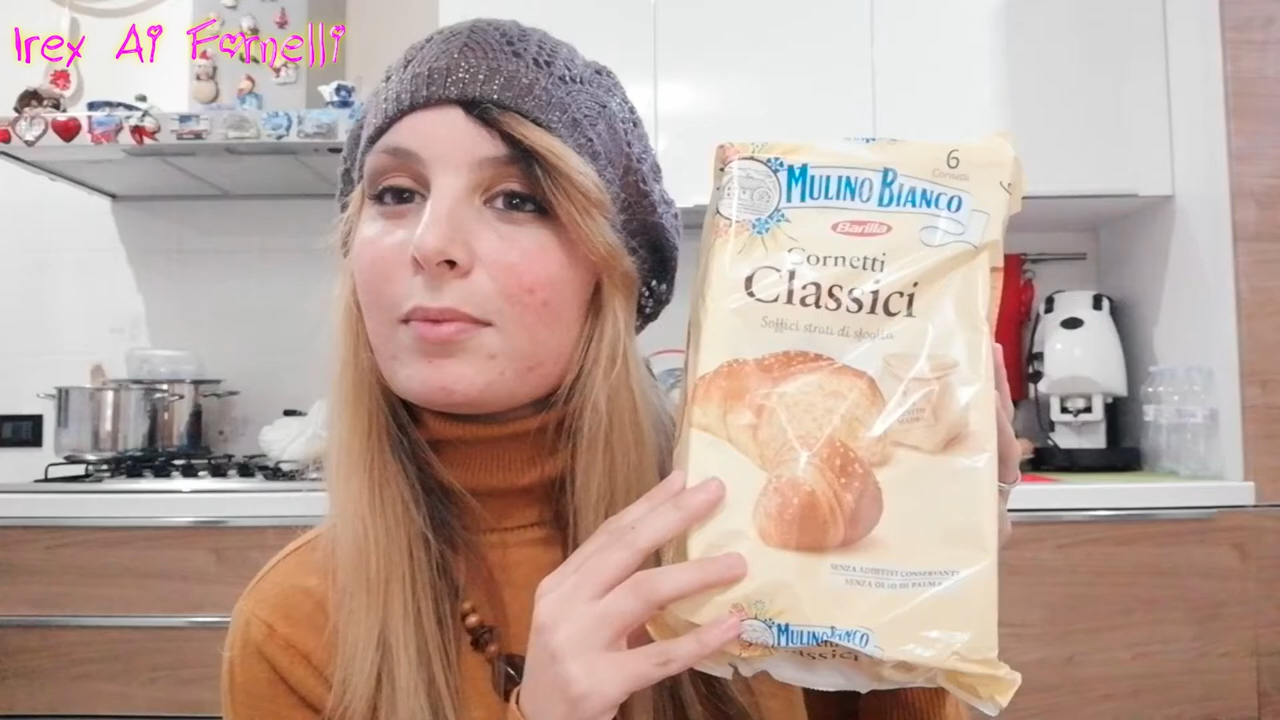 Irex Ai Fornelli
6
Cornetti
MULINO BIANCO
Barilla
Cornetti
Classici
Soffici strati di sfoglia
SENZA ADDITIVI CONSERVANTI
SENZA OLIO DI PALMA
MULINO BIANCO
Classici